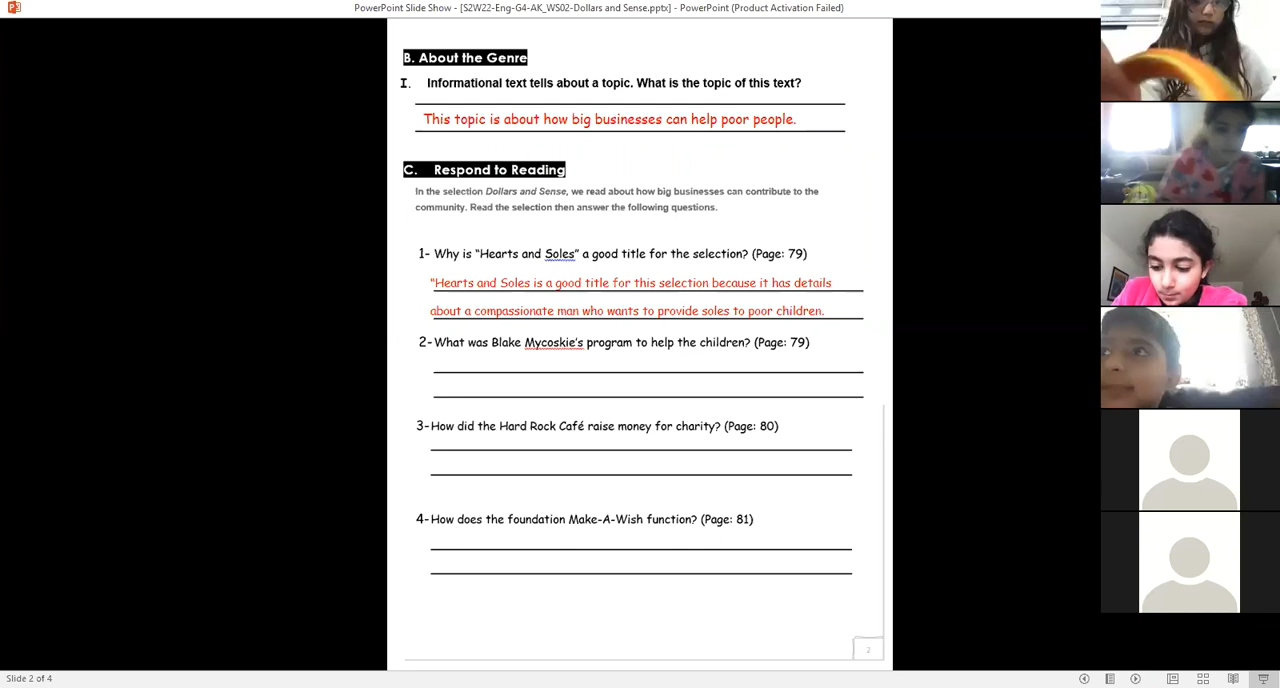 PowerPoint Slide Show - [S2W22-Eng-G4-AK_WS02-Dollars and Sense.pptx] - PowerPoint (Product Activation Failed)
B. About the Genre
I. Informational text tells about a topic. What is the topic of this text?
This topic is about how big businesses can help poor people.
C. Respond to Reading
In the selection Dollars and Sense, we read about how big businesses can contribute to the
community. Read the selection then answer the following questions.
1- Why is “Hearts and Soles” a good title for the selection? (Page: 79)
“Hearts and Soles is a good title for this selection because it has details
about a compassionate man who wants to provide soles to poor children.
2- What was Blake Mycoskie’s program to help the children? (Page: 79)
3- How did the Hard Rock Café raise money for charity? (Page: 80)
4- How does the foundation Make-A-Wish function? (Page: 81)
2
Slide 2 of 4